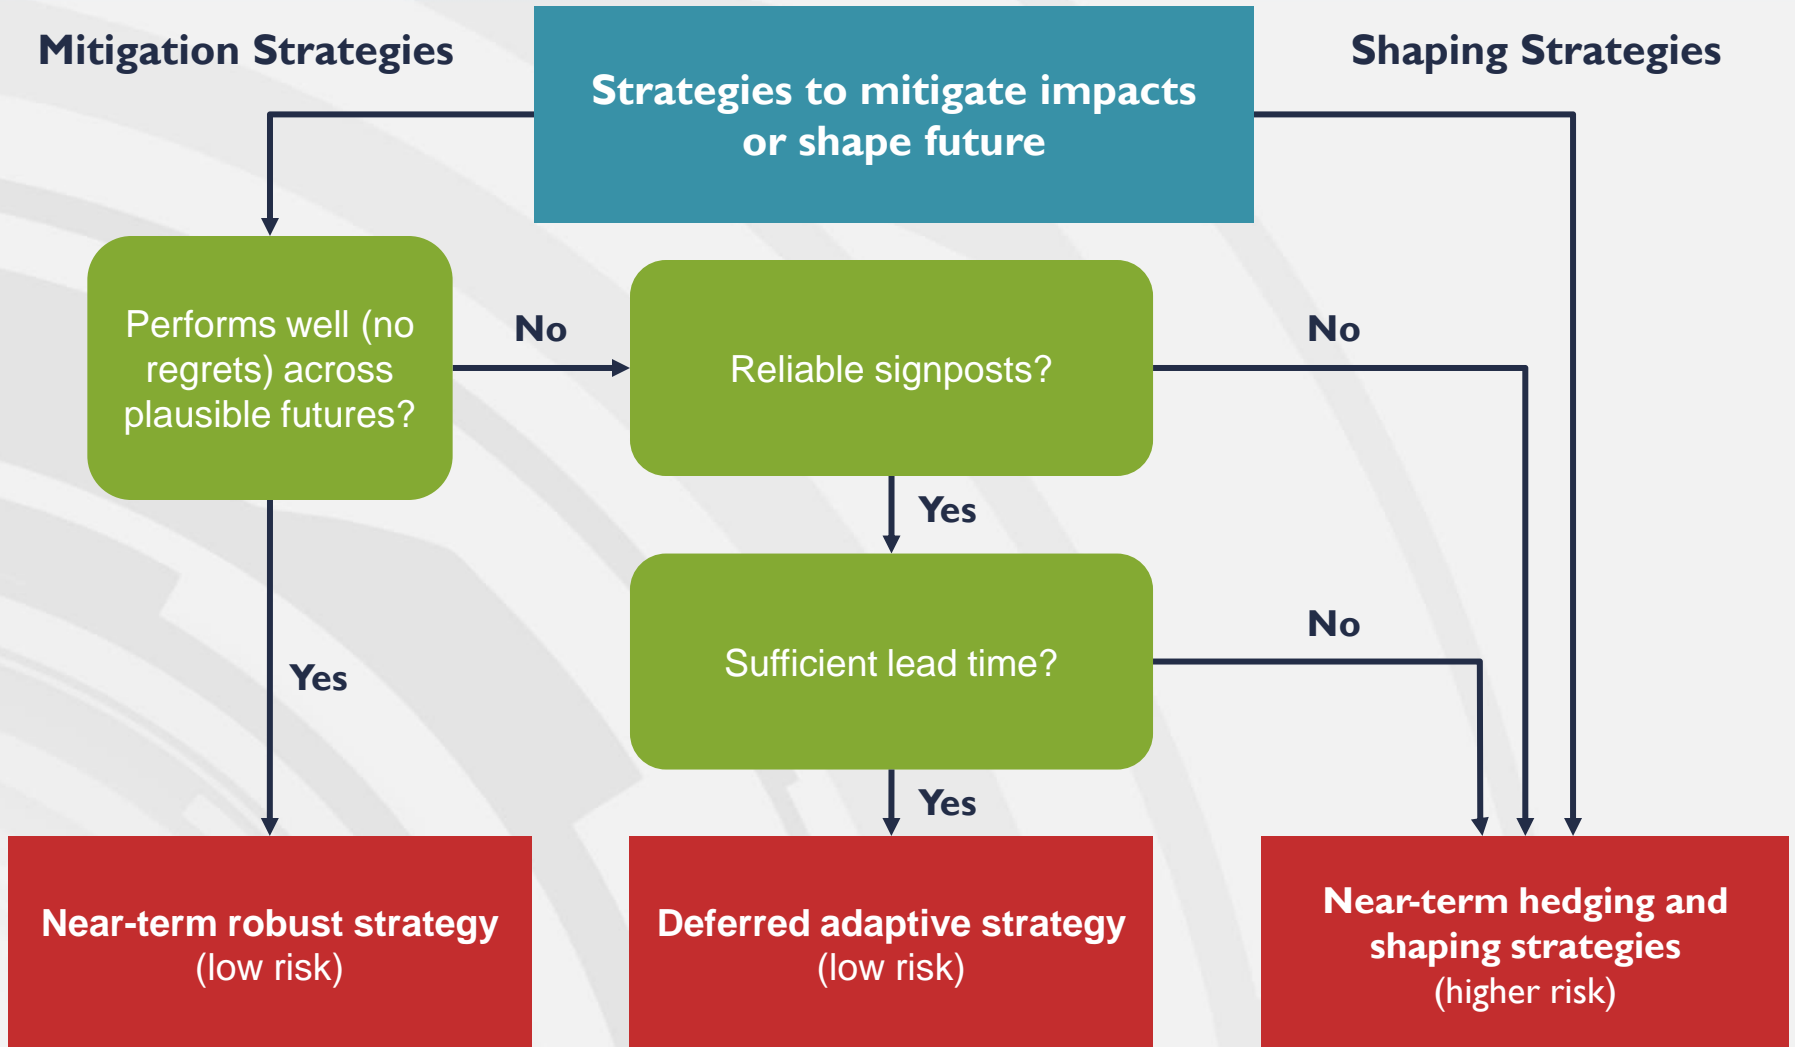 Mitigation Strategies
Strategies to mitigate impacts
or shape future
Shaping Strategies
Performs well (no
regrets) across
plausible futures?
No
Reliable signposts?
No
Yes
Sufficient lead time?
No
Yes
Yes
Near-term robust strategy
(low risk)
Deferred adaptive strategy
(low risk)
Near-term hedging and
shaping strategies
(higher risk)